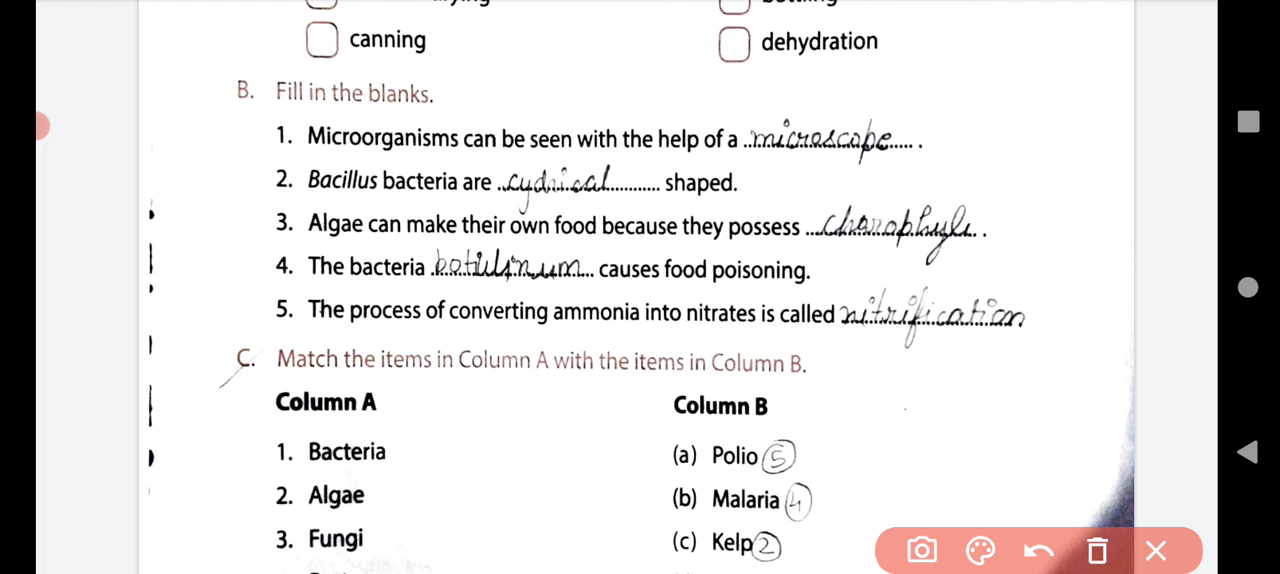 canning
dehydration
B. Fill in the blanks.
1. Microorganisms can be seen with the help of a ..microscope.....
2. Bacillus bacteria are ..cydrical.......... shaped.
3. Algae can make their own food because they possess ...charophyle..
4. The bacteria botulinum... causes food poisoning.
5. The process of converting ammonia into nitrates is called nitrification
C. Match the items in Column A with the items in Column B.
Column A Column B
1. Bacteria (a) Polio 5
2. Algae (b) Malaria 4
3. Fungi (c) Kelp 2